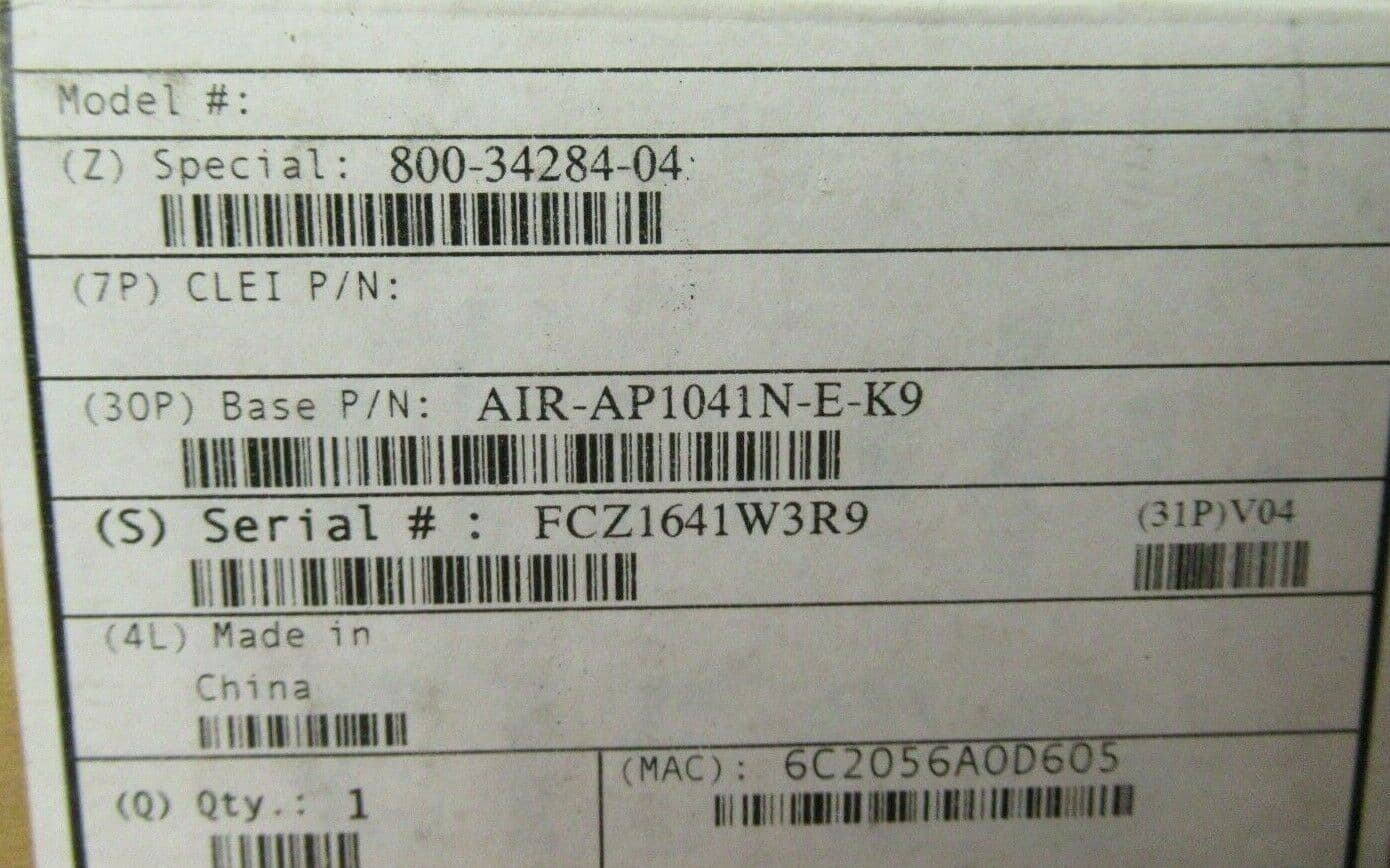 Model #:
(Z) Special: 800-34284-04
(7P) CLEI P/N:
(30P) Base P/N: AIR-AP1041N-E-K9
(S) Serial # : FCZ1641W3R9 (31P)V04
(4L) Made in
China
(MAC): 6C2056A0D605
(Q) Qty.: 1